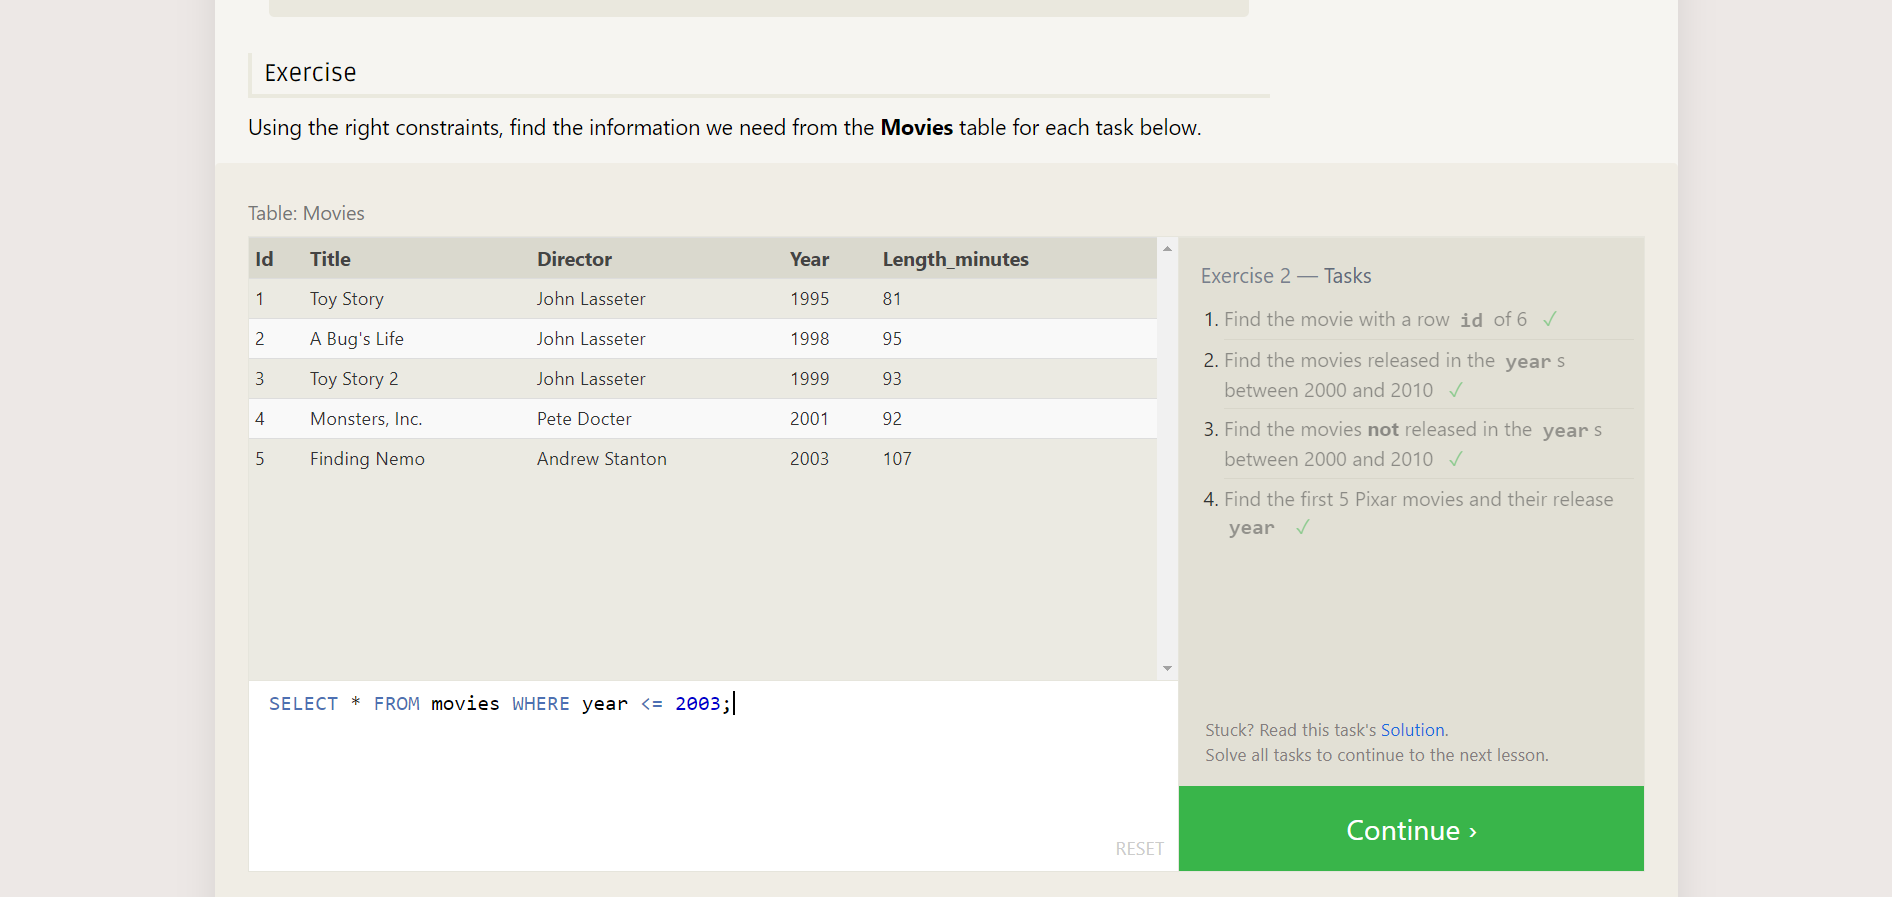 Exercise
Using the right constraints, find the information we need from the Movies table for each task below.
Table: Movies
Id Title Director Year Length_minutes
1 Toy Story John Lasseter 1995 81
2 A Bug's Life John Lasseter 1998 95
3 Toy Story 2 John Lasseter 1999 93
4 Monsters, Inc. Pete Docter 2001 92
5 Finding Nemo Andrew Stanton 2003 107
SELECT * FROM movies WHERE year <= 2003;
RESET
Exercise 2 — Tasks
1. Find the movie with a row id of 6 ✓
2. Find the movies released in the year s
between 2000 and 2010 ✓
3. Find the movies not released in the year s
between 2000 and 2010 ✓
4. Find the first 5 Pixar movies and their release
year ✓
Stuck? Read this task's Solution.
Solve all tasks to continue to the next lesson.
Continue ›